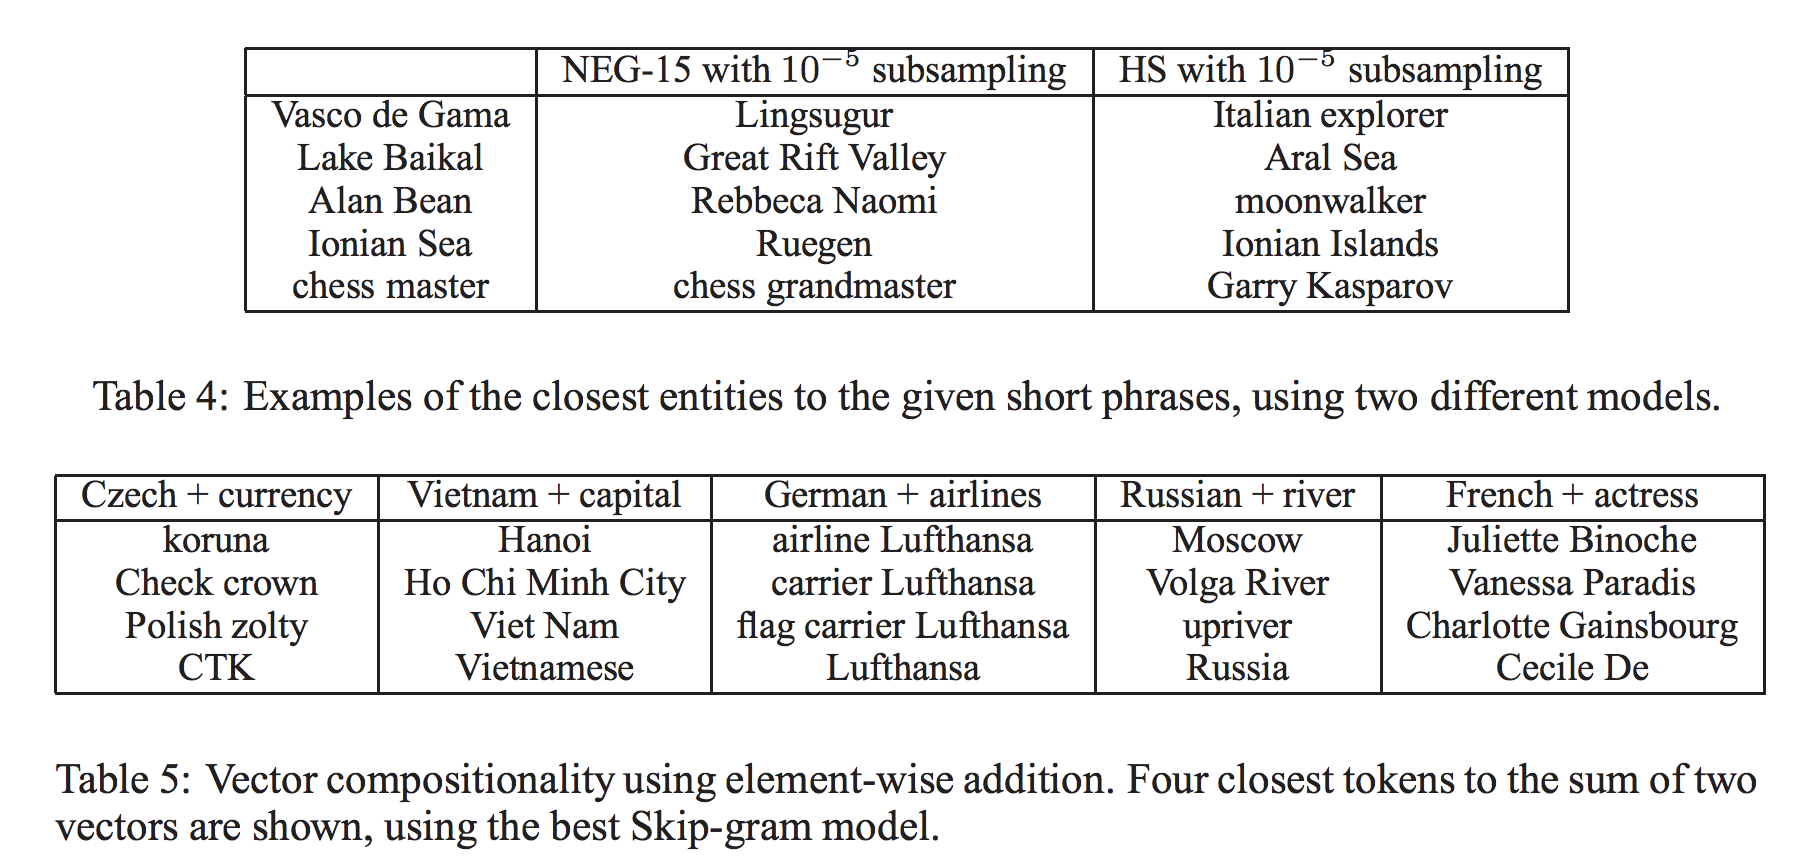 NEG-15 with 10⁻⁵ subsampling HS with 10⁻⁵ subsampling
Vasco de Gama Lingsugur Italian explorer
Lake Baikal Great Rift Valley Aral Sea
Alan Bean Rebbeca Naomi moonwalker
Ionian Sea Ruegen Ionian Islands
chess master chess grandmaster Garry Kasparov
Table 4: Examples of the closest entities to the given short phrases, using two different models.
Czech + currency Vietnam + capital German + airlines Russian + river French + actress
koruna Hanoi airline Lufthansa Moscow Juliette Binoche
Check crown Ho Chi Minh City carrier Lufthansa Volga River Vanessa Paradis
Polish zolty Viet Nam flag carrier Lufthansa upriver Charlotte Gainsbourg
CTK Vietnamese Lufthansa Russia Cecile De
Table 5: Vector compositionality using element-wise addition. Four closest tokens to the sum of two
vectors are shown, using the best Skip-gram model.